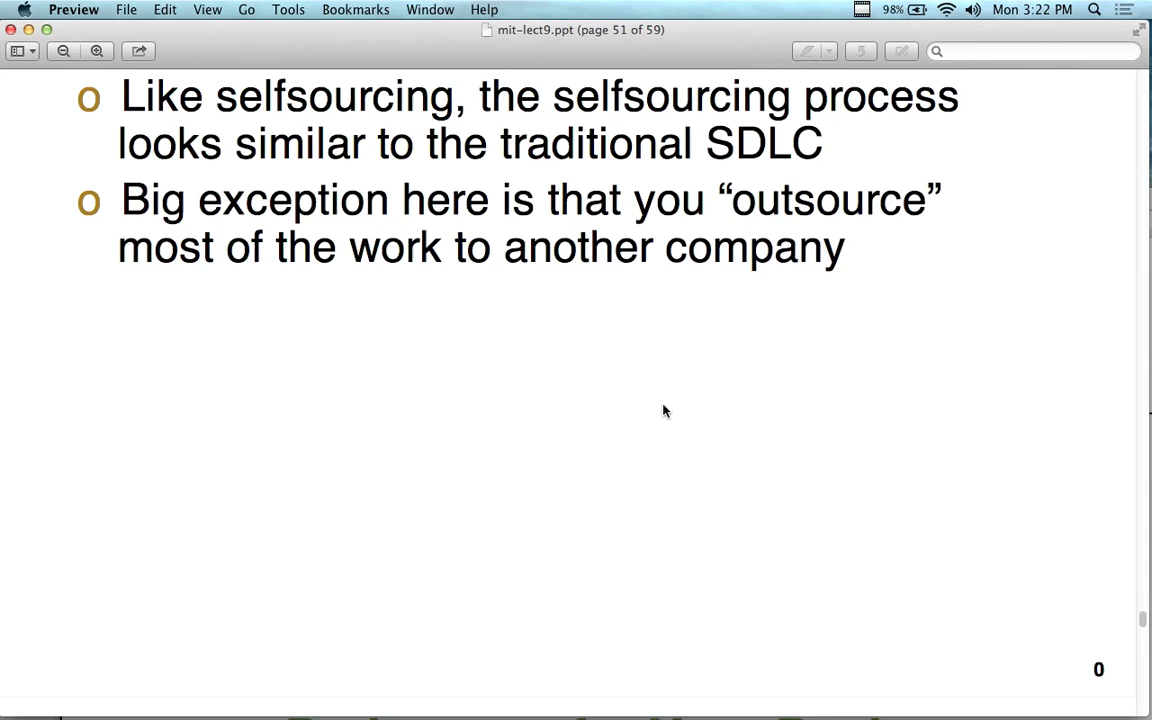 Preview File Edit View Go Tools Bookmarks Window Help 98% Mon 3:22 PM
mit-lect9.ppt (page 51 of 59)
o Like selfsourcing, the selfsourcing process
looks similar to the traditional SDLC
o Big exception here is that you “outsource”
most of the work to another company
0